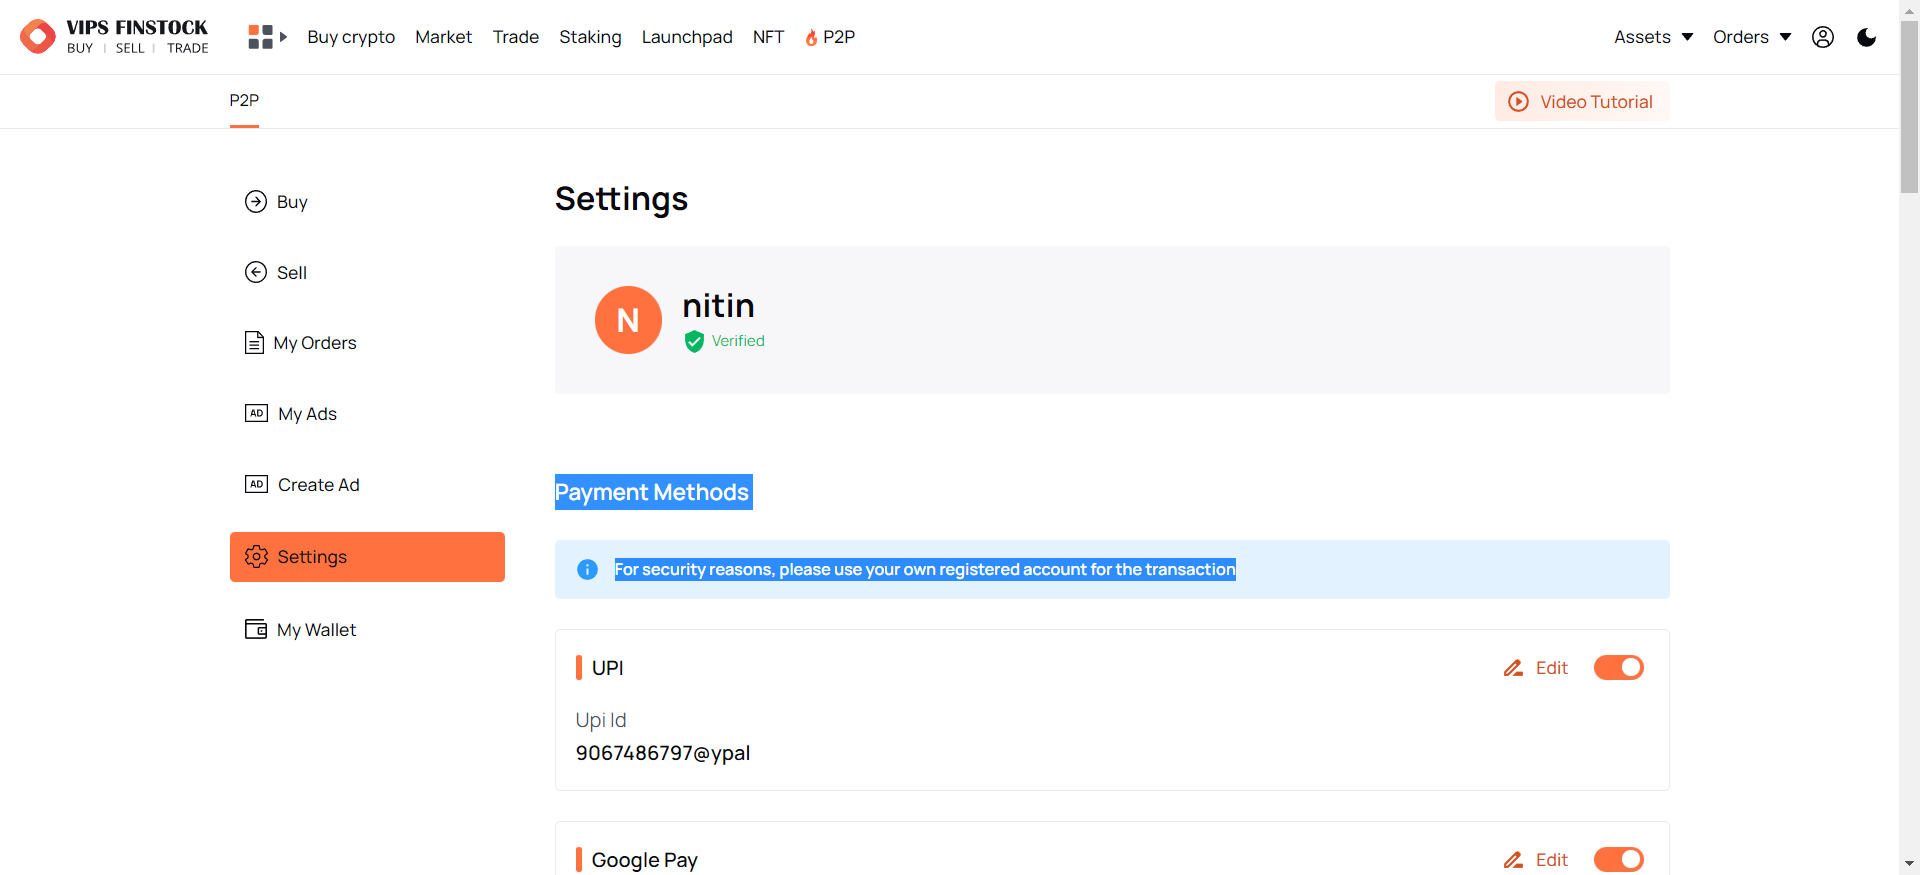 VIPS FINSTOCK
BUY | SELL | TRADE
Buy crypto Market Trade Staking Launchpad NFT P2P
Assets Orders
P2P
Video Tutorial
Buy
Sell
My Orders
AD My Ads
AD Create Ad
Settings
My Wallet
Settings
N
nitin
Verified
Payment Methods
For security reasons, please use your own registered account for the transaction
UPI
Edit
Upi Id
9067486797@ypal
Google Pay
Edit